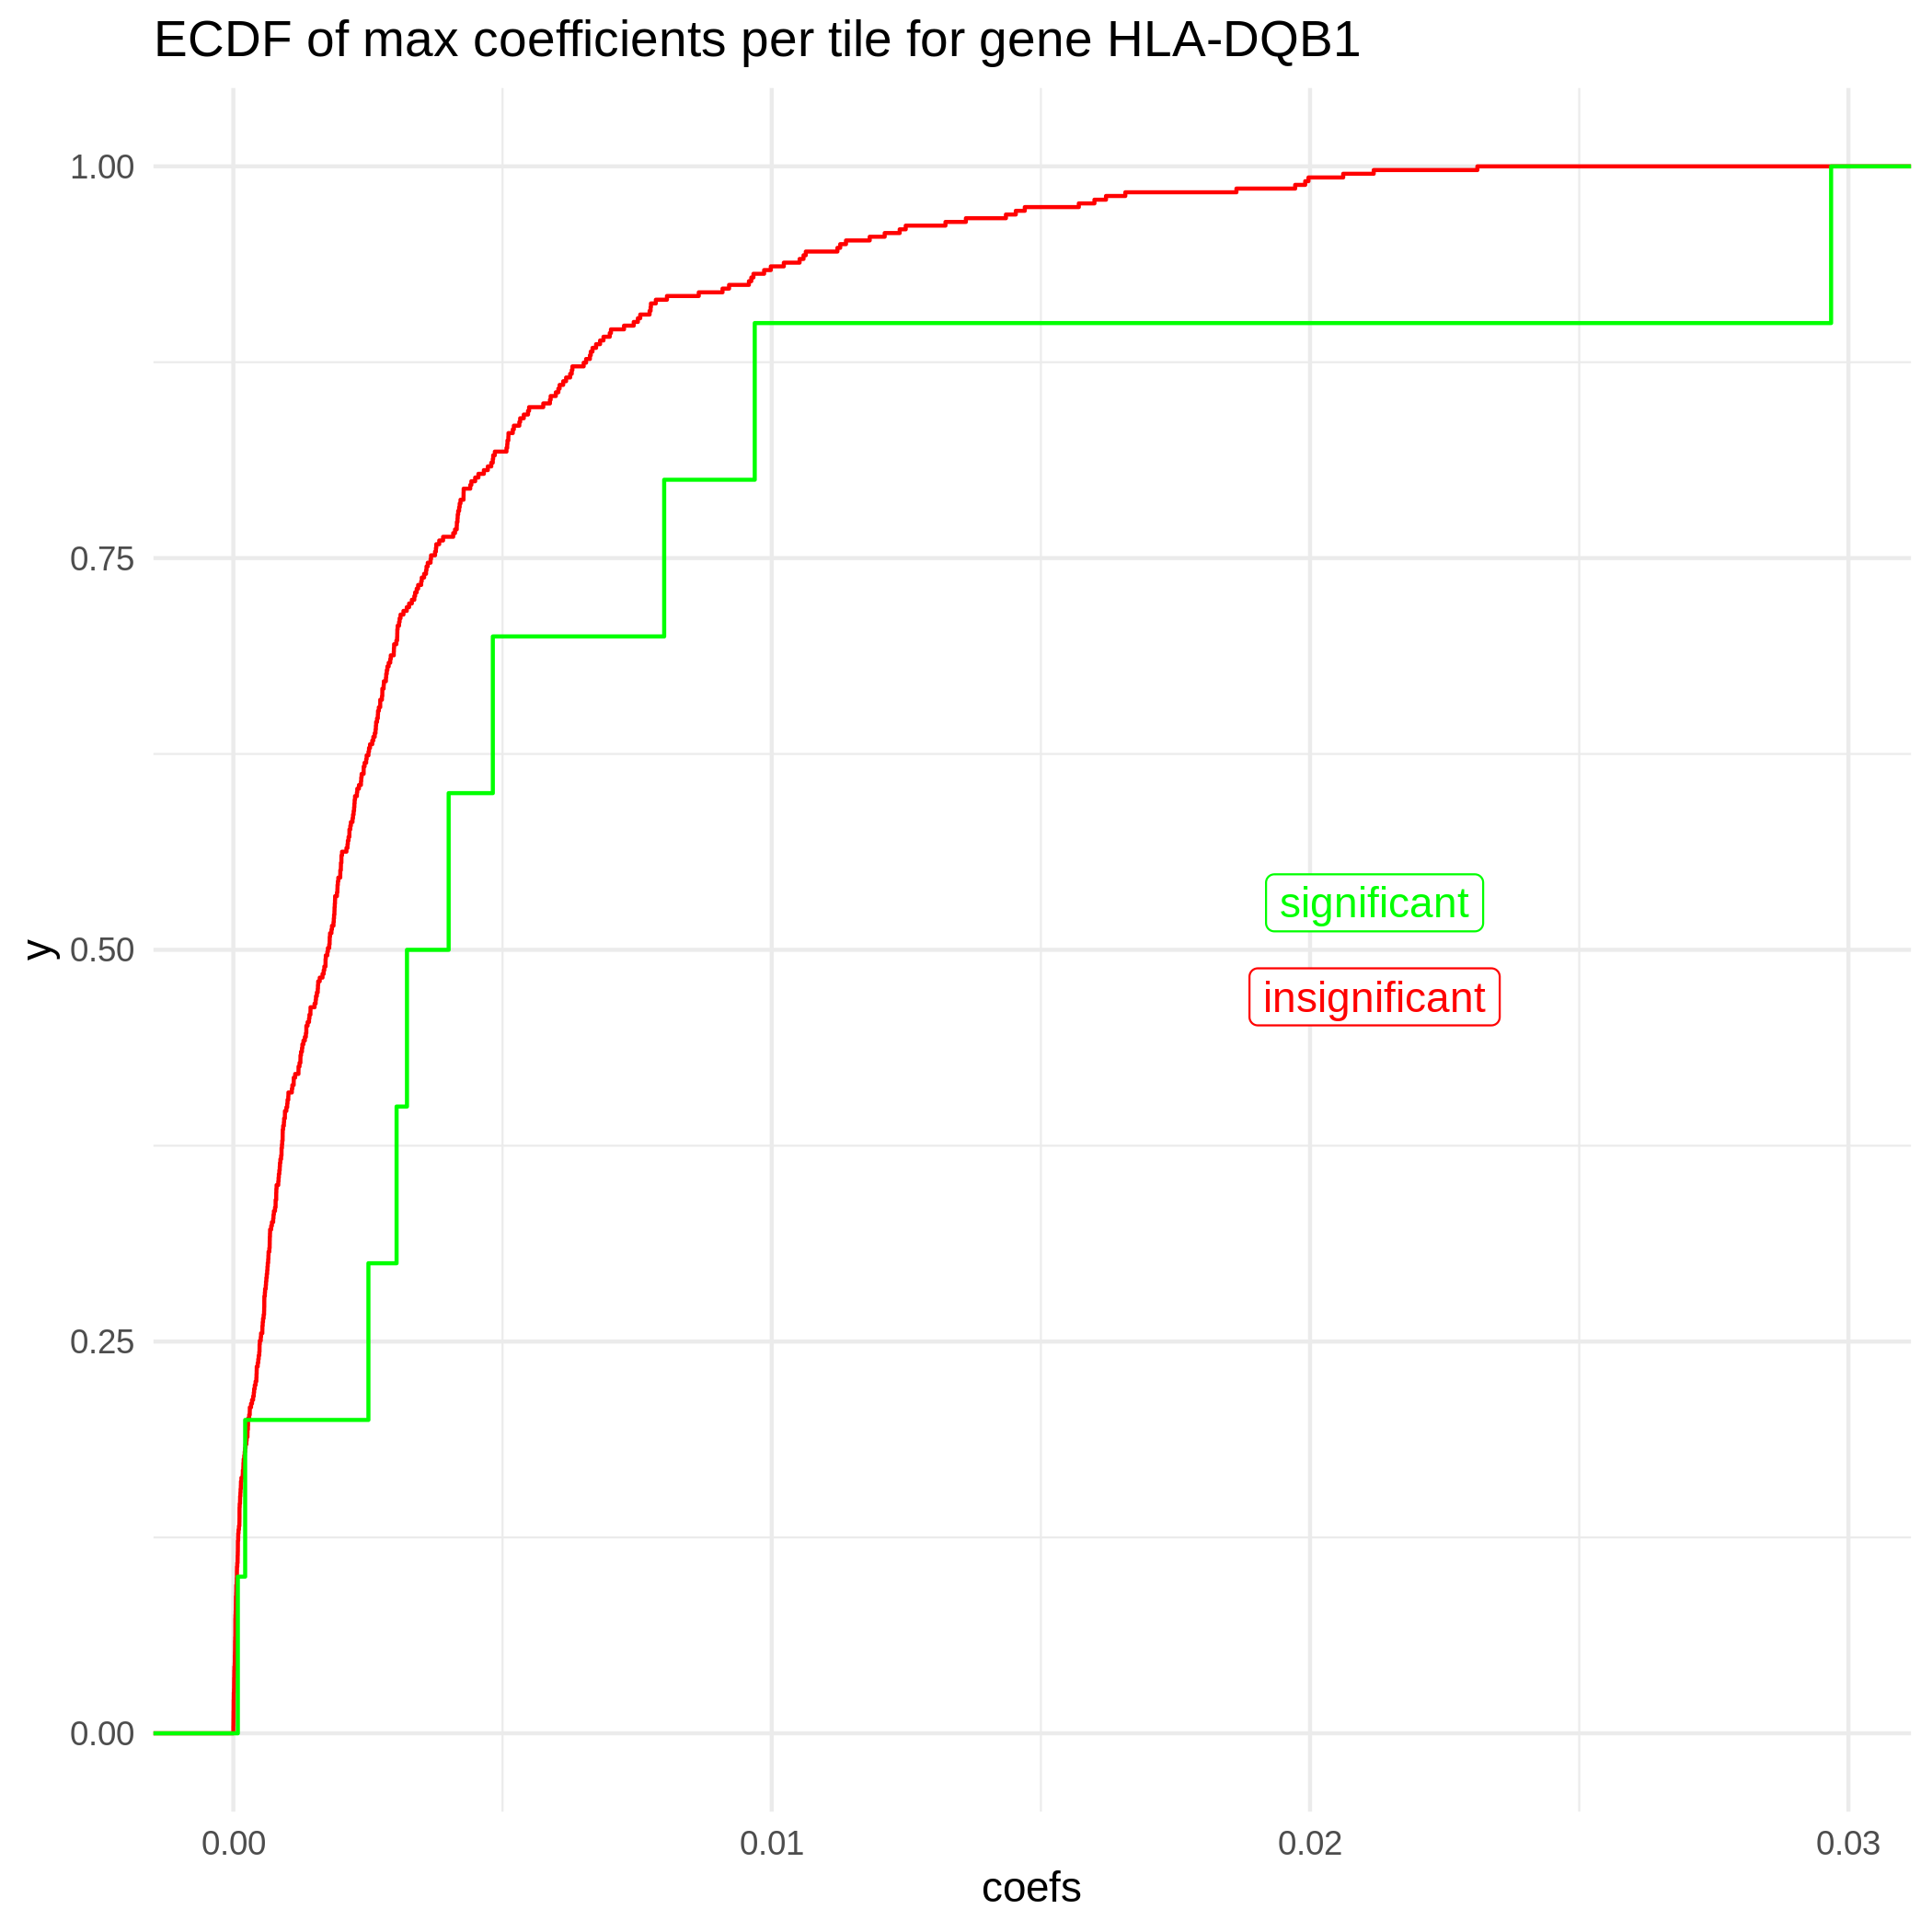 ECDF of max coefficients per tile for gene HLA-DQB1
1.00
0.75
0.50
0.25
0.00
y
significant
insignificant
0.00 0.01 0.02 0.03
coefs